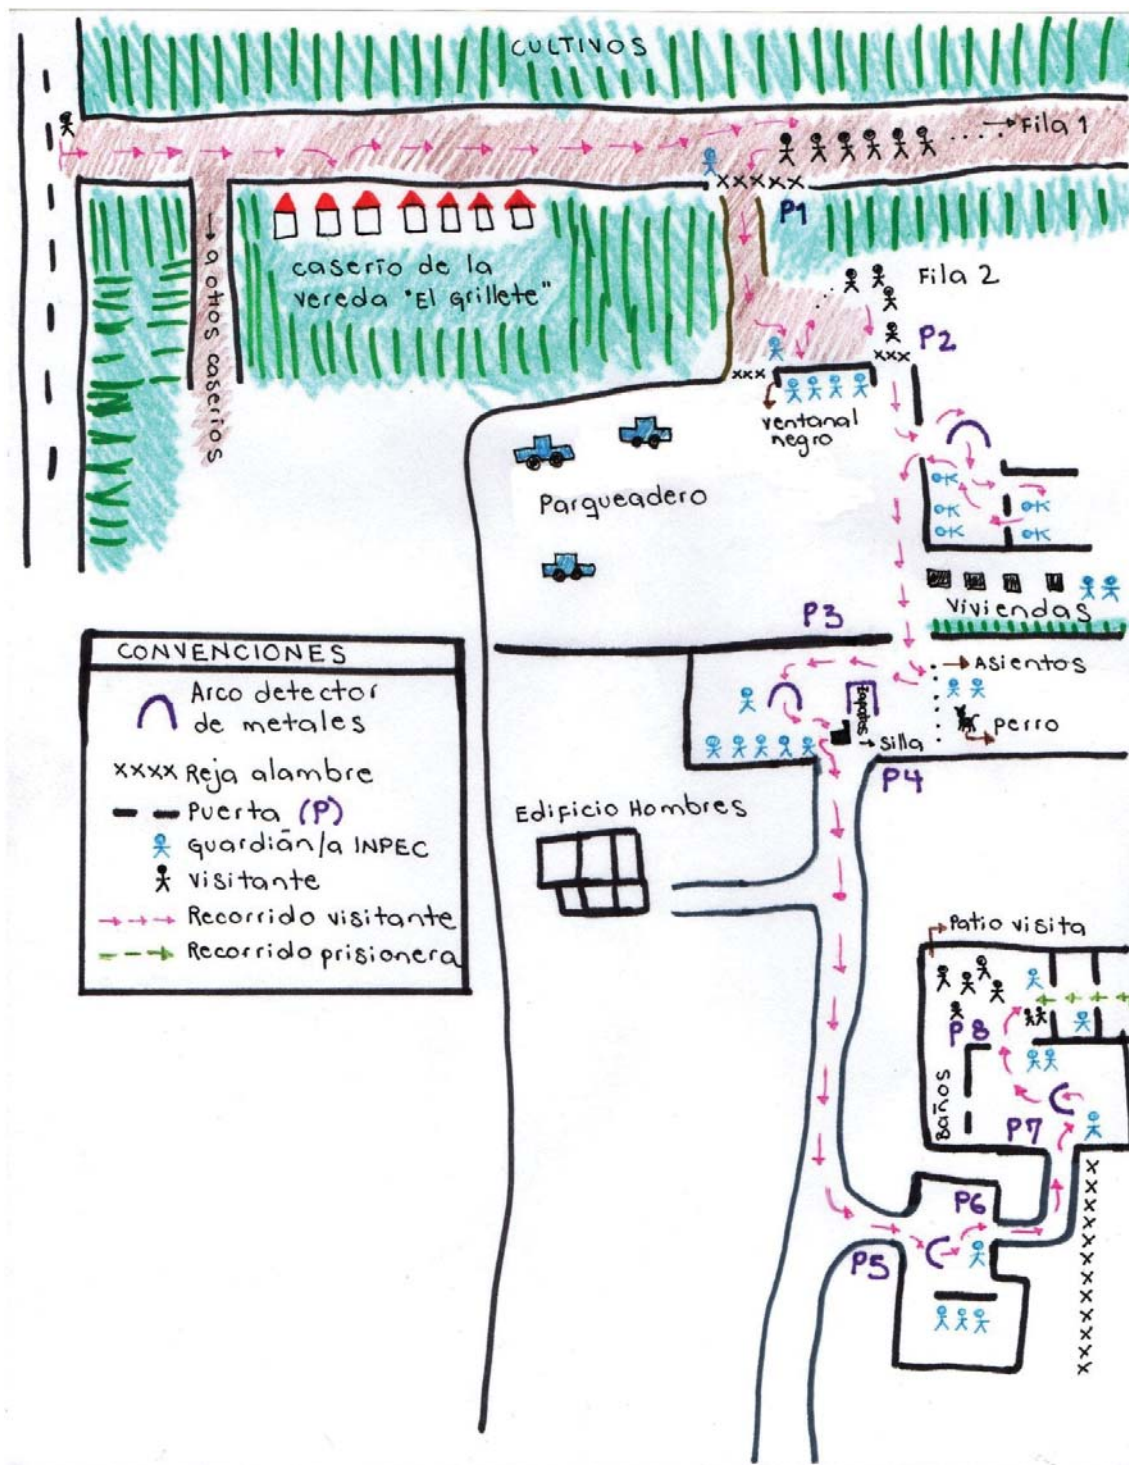 CULTIVOS
Fila 1
P1
a otros caseríos
caserío de la
vereda "El Grillete"
Fila 2
P2
ventanal
negro
Parqueadero
Viviendas
P3
Asientos
zapatos
perro
silla
P4
CONVENCIONES
Arco detector
de metales
xxxx Reja alambre
Puerta (P)
guardián/a INPEC
visitante
Recorrido visitante
Recorrido prisionera
Edificio Hombres
Patio visita
P8
Baños
P7
P6
P5